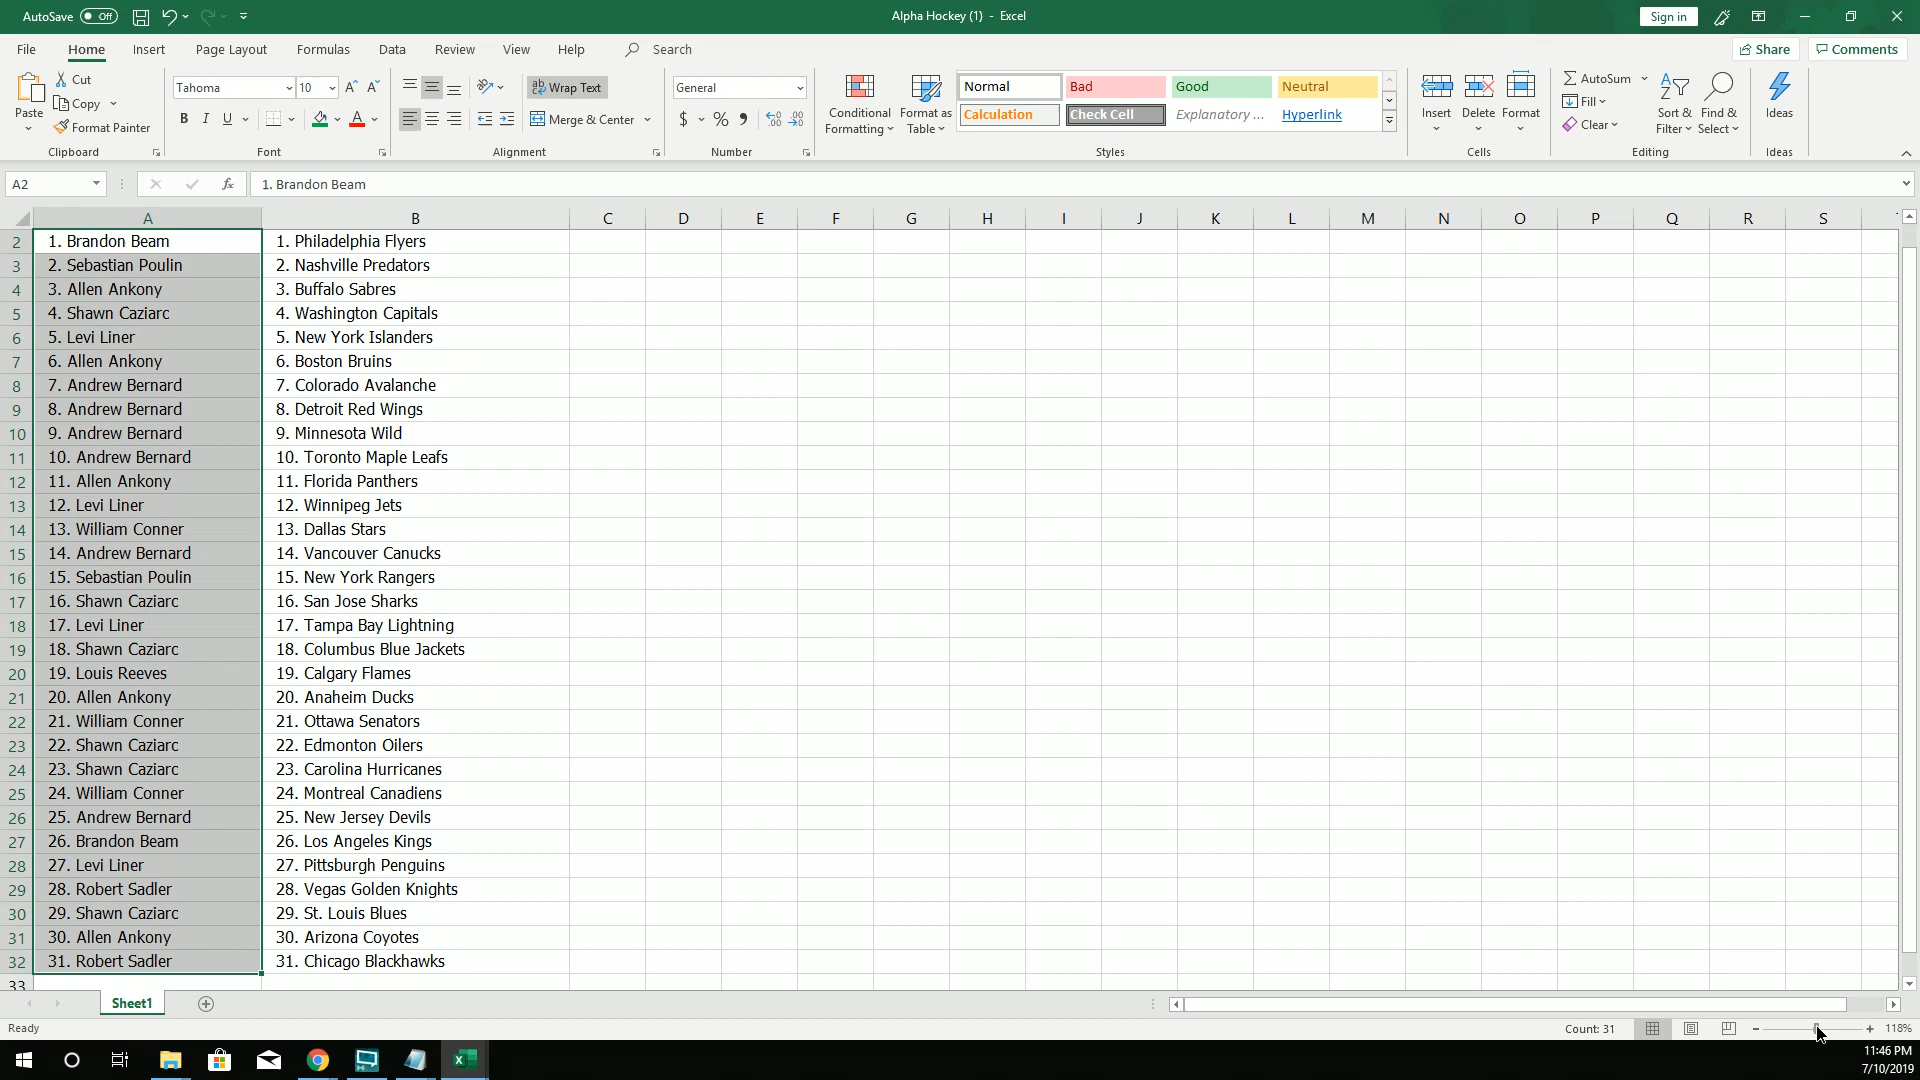 AutoSave Off Alpha Hockey (1) - Excel Sign in
File Home Insert Page Layout Formulas Data Review View Help Search Share Comments
Paste Cut Copy Format Painter Clipboard
Tahoma 10 B I U Font
Wrap Text Merge & Center Alignment
General $ % Number
Conditional Formatting Format as Table Normal Bad Good Neutral
Calculation Check Cell Explanatory ... Hyperlink
Styles
Insert Delete Format Cells
AutoSum Fill Clear Sort & Filter Find & Select Editing
Ideas Ideas
A2 fx 1. Brandon Beam
A B C D E F G H I J K L M N O P Q R S
2 1. Brandon Beam 1. Philadelphia Flyers
3 2. Sebastian Poulin 2. Nashville Predators
4 3. Allen Ankony 3. Buffalo Sabres
5 4. Shawn Caziarc 4. Washington Capitals
6 5. Levi Liner 5. New York Islanders
7 6. Allen Ankony 6. Boston Bruins
8 7. Andrew Bernard 7. Colorado Avalanche
9 8. Andrew Bernard 8. Detroit Red Wings
10 9. Andrew Bernard 9. Minnesota Wild
11 10. Andrew Bernard 10. Toronto Maple Leafs
12 11. Allen Ankony 11. Florida Panthers
13 12. Levi Liner 12. Winnipeg Jets
14 13. William Conner 13. Dallas Stars
15 14. Andrew Bernard 14. Vancouver Canucks
16 15. Sebastian Poulin 15. New York Rangers
17 16. Shawn Caziarc 16. San Jose Sharks
18 17. Levi Liner 17. Tampa Bay Lightning
19 18. Shawn Caziarc 18. Columbus Blue Jackets
20 19. Louis Reeves 19. Calgary Flames
21 20. Allen Ankony 20. Anaheim Ducks
22 21. William Conner 21. Ottawa Senators
23 22. Shawn Caziarc 22. Edmonton Oilers
24 23. Shawn Caziarc 23. Carolina Hurricanes
25 24. William Conner 24. Montreal Canadiens
26 25. Andrew Bernard 25. New Jersey Devils
27 26. Brandon Beam 26. Los Angeles Kings
28 27. Levi Liner 27. Pittsburgh Penguins
29 28. Robert Sadler 28. Vegas Golden Knights
30 29. Shawn Caziarc 29. St. Louis Blues
31 30. Allen Ankony 30. Arizona Coyotes
32 31. Robert Sadler 31. Chicago Blackhawks
33
Sheet1
Ready Count: 31 118%
11:46 PM
7/10/2019